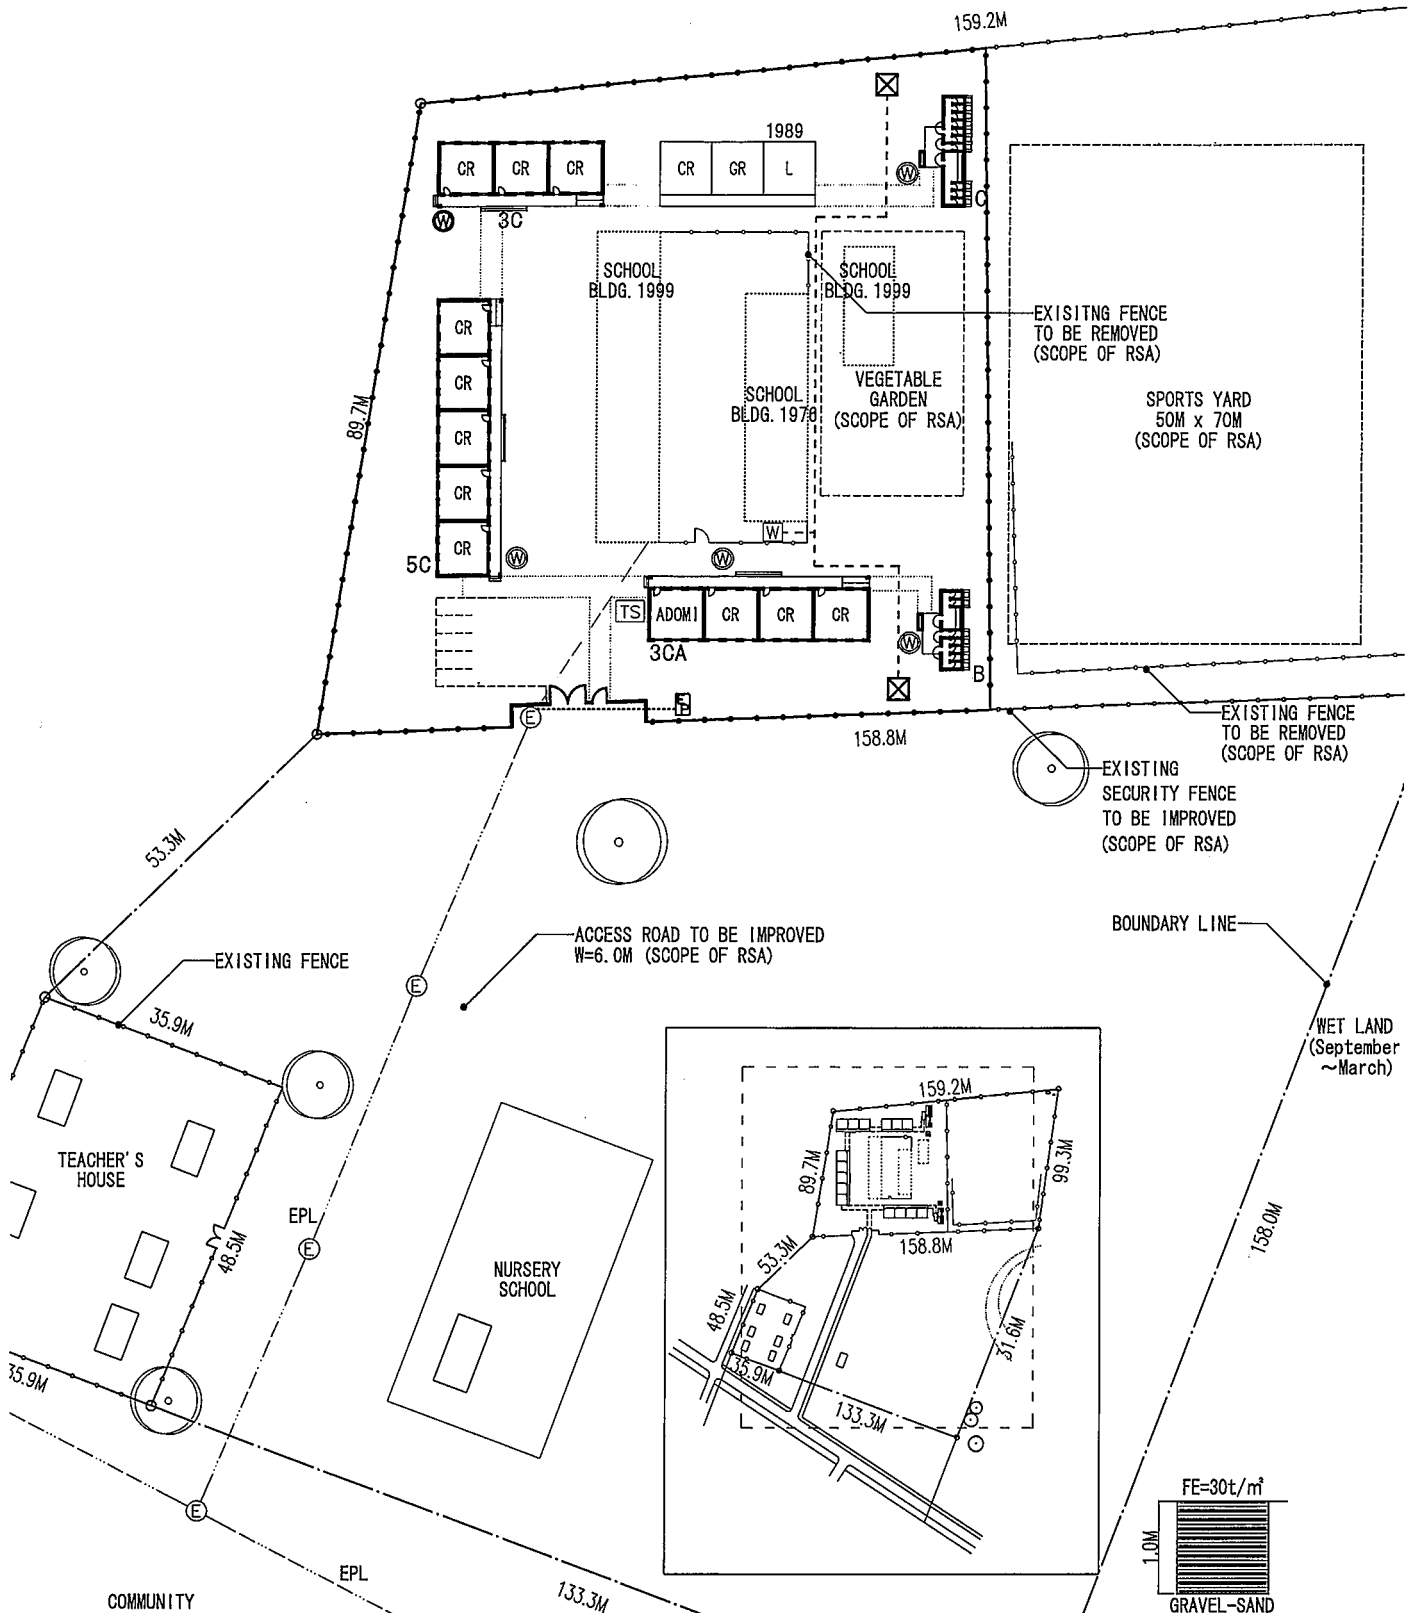 159.2M
1989
CR
CR
CR
CR
GR
L
W
W
C
3C
SCHOOL
BLDG. 1999
SCHOOL
BLDG. 1999
EXISITNG FENCE
TO BE REMOVED
(SCOPE OF RSA)
CR
CR
CR
CR
CR
5C
89.7M
SCHOOL
BLDG. 1976
VEGETABLE
GARDEN
(SCOPE OF RSA)
SPORTS YARD
50M x 70M
(SCOPE OF RSA)
W
W
W
TS
ADOMI
CR
CR
CR
3CA
W
B
E
158.8M
EXISTING FENCE
TO BE REMOVED
(SCOPE OF RSA)
EXISTING
SECURITY FENCE
TO BE IMPROVED
(SCOPE OF RSA)
53.3M
ACCESS ROAD TO BE IMPROVED
W=6.0M (SCOPE OF RSA)
BOUNDARY LINE
EXISTING FENCE
E
35.9M
WET LAND
(September
~March)
TEACHER'S
HOUSE
EPL
E
48.5M
NURSERY
SCHOOL
158.0M
159.2M
89.7M
99.3M
158.8M
53.3M
48.5M
31.6M
35.9M
133.3M
35.9M
E
EPL
133.3M
COMMUNITY
FE=30t/㎡
1.0M
GRAVEL-SAND